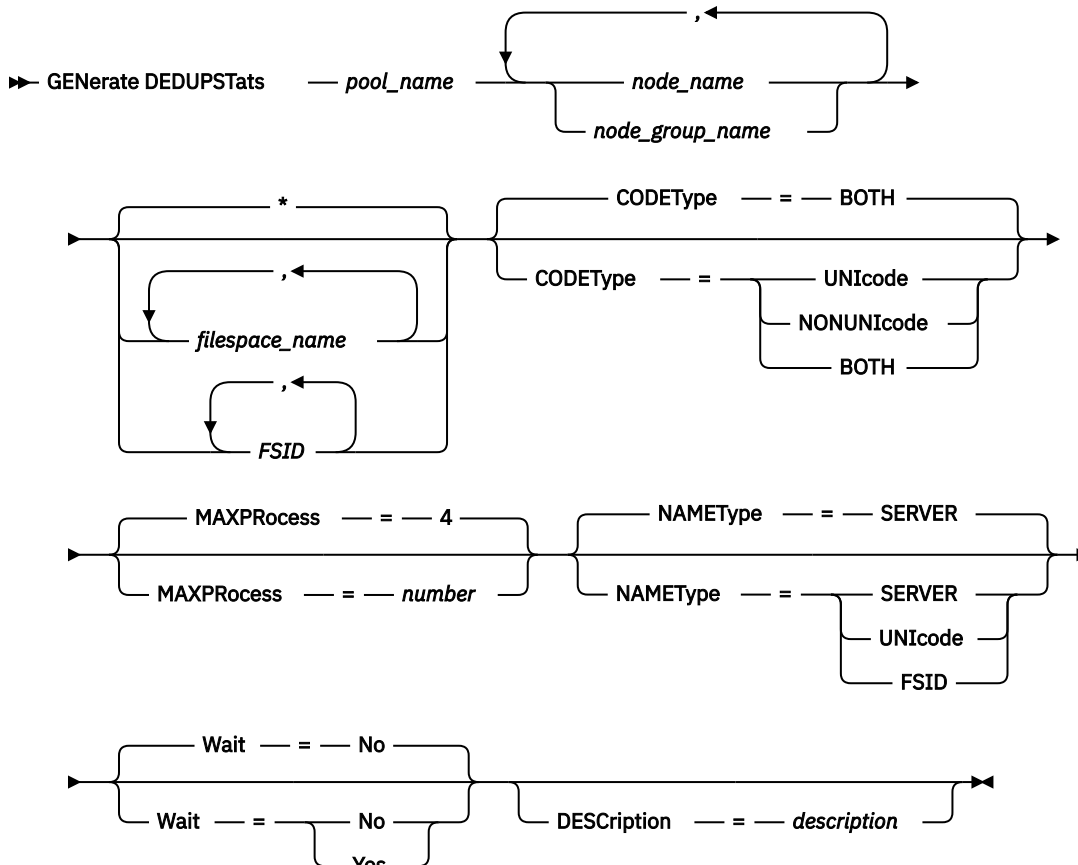 ,
GENerate DEDUPSTats pool_name node_name
node_group_name
*
CODEType = BOTH
,
CODEType = UNIcode
filespace_name
NONUNIcode
BOTH
,
FSID
MAXPRocess = 4
NAMEType = SERVER
MAXPRocess = number
NAMEType = SERVER
UNIcode
FSID
Wait = No
Wait = No
DESCription = description
Yes